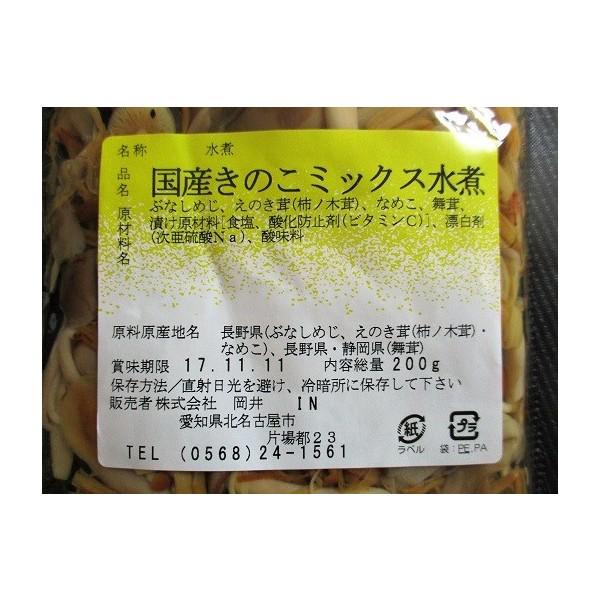 名称 水煮
品名 国産きのこミックス水煮
原材料名 ぶなしめじ、えのき茸(柿ノ木茸)、なめこ、舞茸、
漬け原材料[食塩、酸化防止剤(ビタミンC)]、漂白剤
(次亜硫酸Na)、酸味料
原料原産地名 長野県(ぶなしめじ、えのき茸(柿ノ木茸)・
なめこ)、長野県・静岡県(舞茸)
賞味期限 17.11.11 内容総量 200g
保存方法/直射日光を避け、冷暗所に保存して下さい
販売者株式会社 岡井 IN
愛知県北名古屋市
片場都23
TEL (0568)24-1561
紙 プラ
ラベル 袋:PE.PA